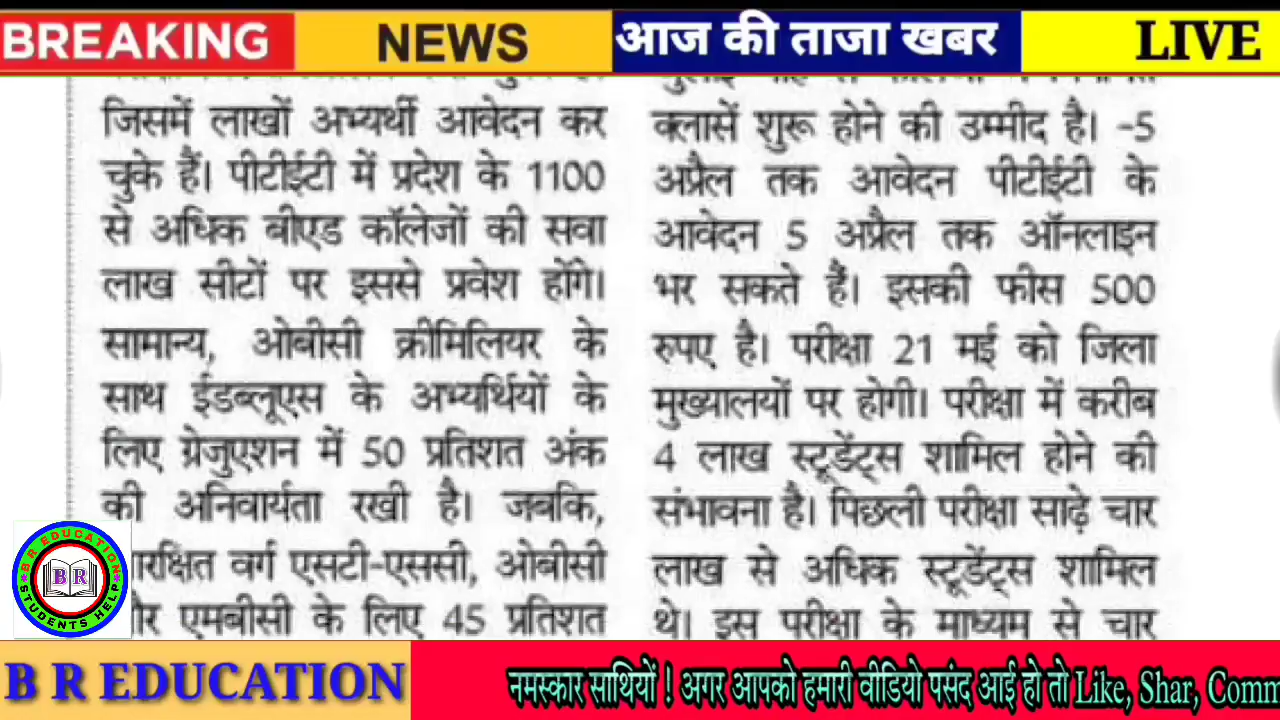 BREAKING NEWS आज की ताजा खबर LIVE
जिसमें लाखों अभ्यर्थी आवेदन कर
चुके हैं। पीटीईटी में प्रदेश के 1100
से अधिक बीएड कॉलेजों की सवा
लाख सीटों पर इससे प्रवेश होंगे।
सामान्य, ओबीसी क्रीमिलियर के
साथ ईडब्लूएस के अभ्यर्थियों के
लिए ग्रेजुएशन में 50 प्रतिशत अंक
की अनिवार्यता रखी है। जबकि,
वर्ग एसटी-एससी, ओबीसी
एमबीसी के लिए 45 प्रतिशत
क्लासें शुरू होने की उम्मीद है। -5
अप्रैल तक आवेदन पीटीईटी के
आवेदन 5 अप्रैल तक ऑनलाइन
भर सकते हैं। इसकी फीस 500
रुपए है। परीक्षा 21 मई को जिला
मुख्यालयों पर होगी। परीक्षा में करीब
4 लाख स्टूडेंट्स शामिल होने की
संभावना है। पिछली परीक्षा साढ़े चार
लाख से अधिक स्टूडेंट्स शामिल
थे। इस परीक्षा के माध्यम से चार
B R EDUCATION
B R
STUDENTS HELP
B R EDUCATION
नमस्कार साथियों ! अगर आपको हमारी वीडियो पसंद आई हो तो Like, Shar, Comm